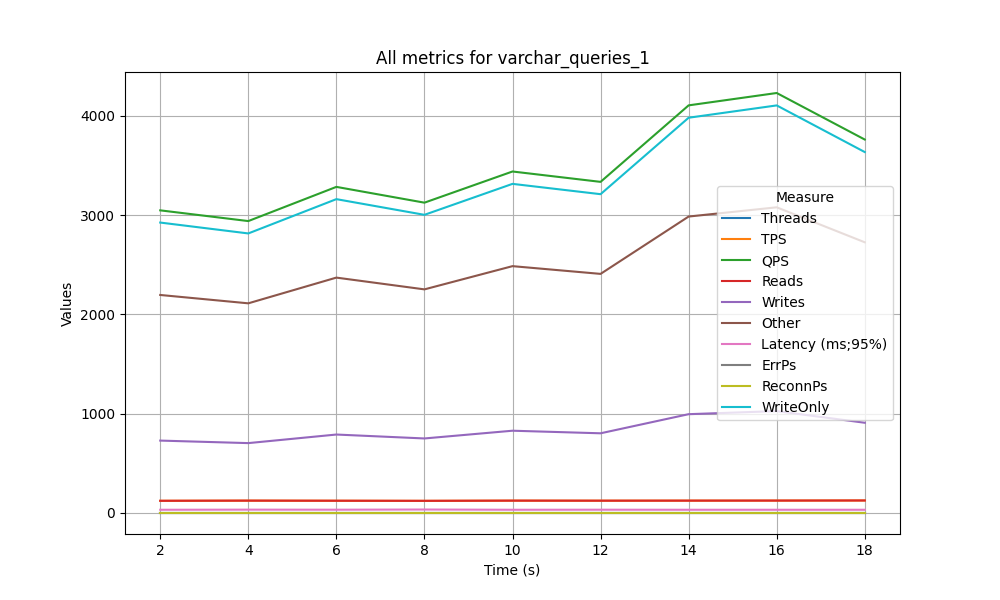 All metrics for varchar_queries_1
Values
4000
3000
2000
1000
0
Measure
Threads
TPS
QPS
Reads
Writes
Other
Latency (ms;95%)
ErrPs
ReconnPs
WriteOnly
2 4 6 8 10 12 14 16 18
Time (s)